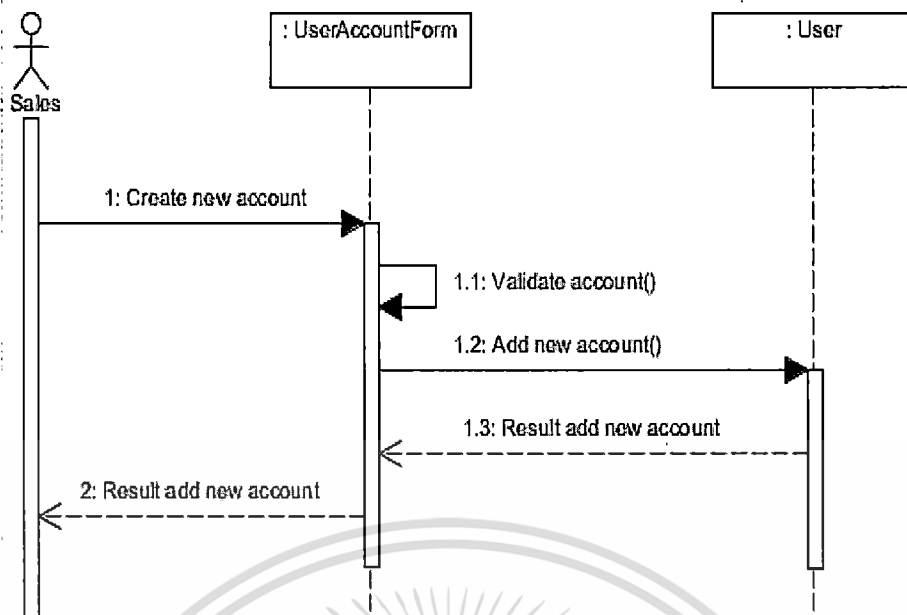 : UserAccountForm
: User
Sales
1: Create new account
1.1: Validate account()
1.2: Add new account()
1.3: Result add new account
2: Result add new account